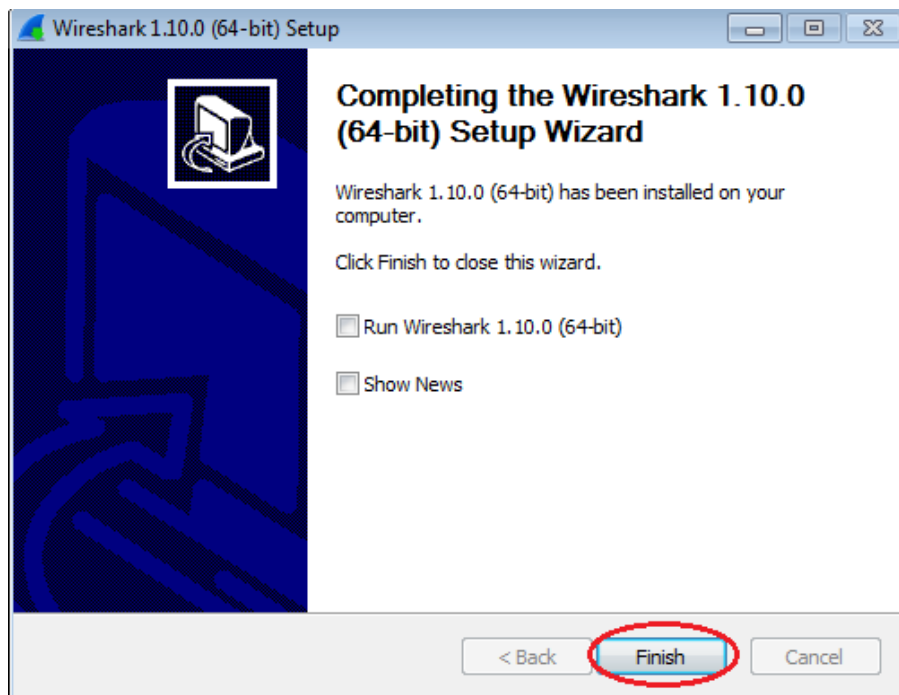 Wireshark 1.10.0 (64-bit) Setup
Completing the Wireshark 1.10.0
(64-bit) Setup Wizard
Wireshark 1.10.0 (64-bit) has been installed on your
computer.
Click Finish to close this wizard.
Run Wireshark 1.10.0 (64-bit)
Show News
< Back Finish Cancel